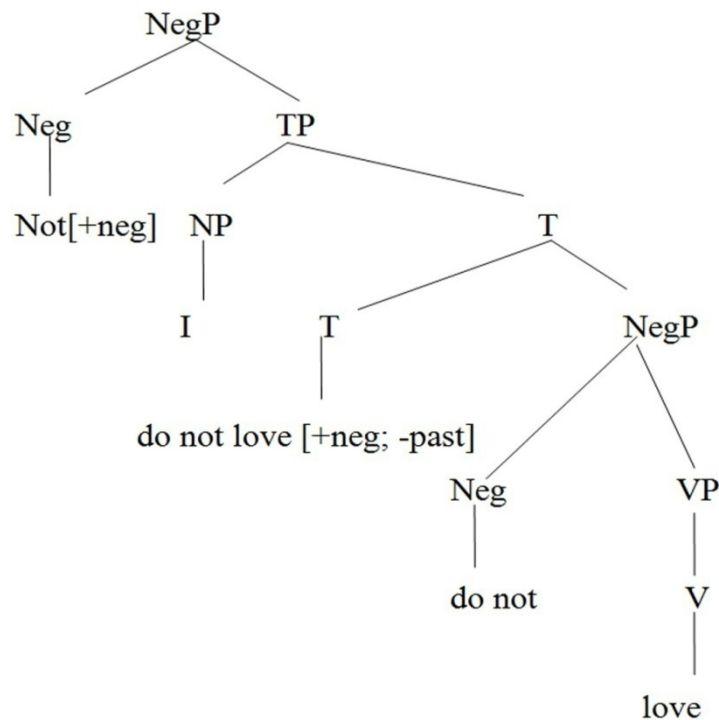 NegP
Neg TP
Not[+neg] NP T
I T NegP
do not love [+neg; -past]
Neg VP
do not V
love